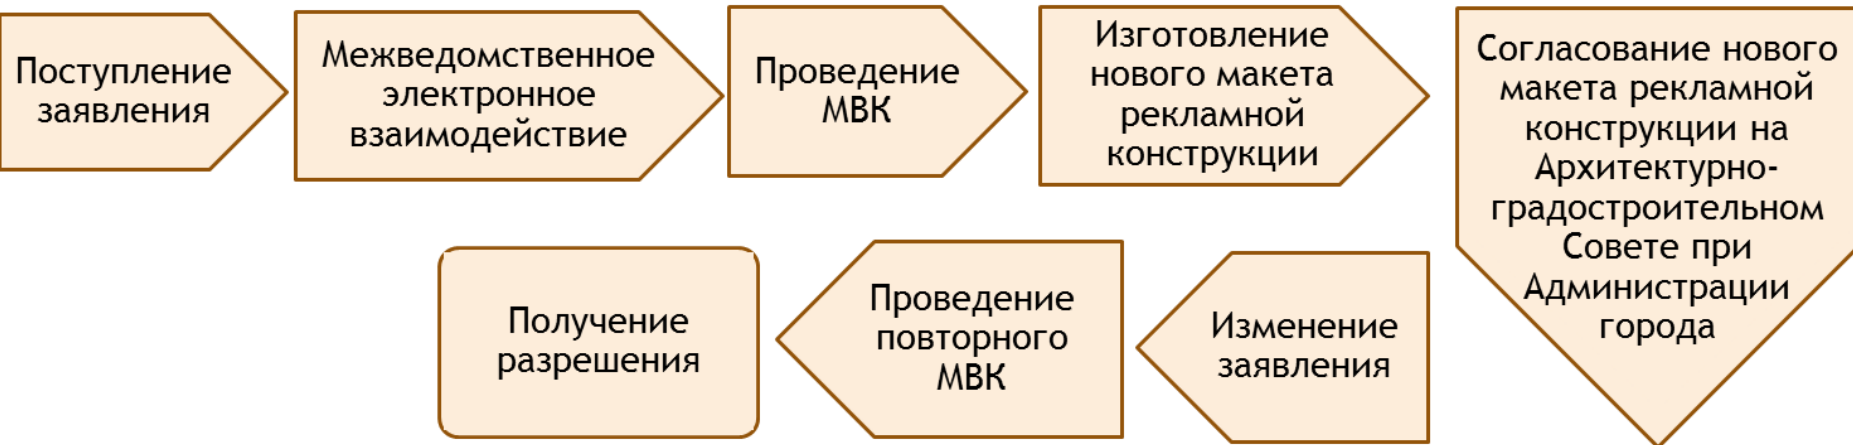 Поступление
заявления
Межведомственное
электронное
взаимодействие
Проведение
МВК
Изготовление
нового макета
рекламной
конструкции
Согласование нового
макета рекламной
конструкции на
Архитектурно-
градостроительном
Совете при
Администрации
города
Изменение
заявления
Проведение
повторного
МВК
Получение
разрешения